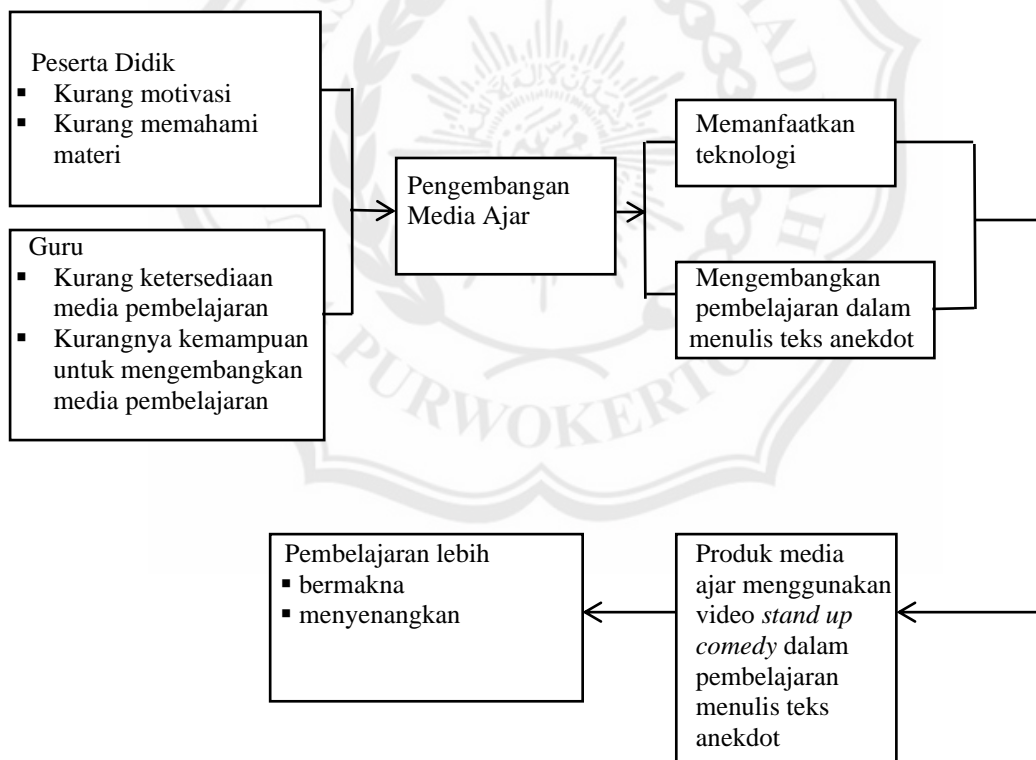 Peserta Didik
▪ Kurang motivasi
▪ Kurang memahami
materi
Guru
▪ Kurang ketersediaan
media pembelajaran
▪ Kurangnya kemampuan
untuk mengembangkan
media pembelajaran
Pengembangan
Media Ajar
Memanfaatkan
teknologi
Mengembangkan
pembelajaran dalam
menulis teks anekdot
Produk media
ajar menggunakan
video stand up
comedy dalam
pembelajaran
menulis teks
anekdot
Pembelajaran lebih
▪ bermakna
▪ menyenangkan
PURWOKERTO